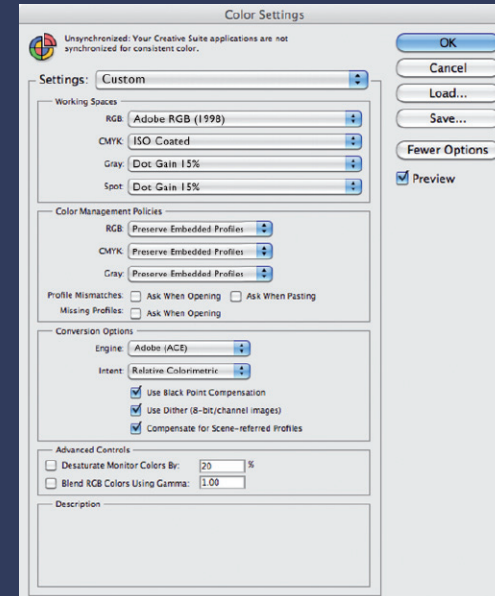 Color Settings
Unsynchronized: Your Creative Suite applications are not
synchronized for consistent color.
OK
Cancel
Load...
Save...
Fewer Options
Preview
Settings: Custom
Working Spaces
RGB: Adobe RGB (1998)
CMYK: ISO Coated
Gray: Dot Gain 15%
Spot: Dot Gain 15%
Color Management Policies
RGB: Preserve Embedded Profiles
CMYK: Preserve Embedded Profiles
Gray: Preserve Embedded Profiles
Profile Mismatches: Ask When Opening Ask When Pasting
Missing Profiles: Ask When Opening
Conversion Options
Engine: Adobe (ACE)
Intent: Relative Colorimetric
Use Black Point Compensation
Use Dither (8-bit/channel images)
Compensate for Scene-referred Profiles
Advanced Controls
Desaturate Monitor Colors By: 20 %
Blend RGB Colors Using Gamma: 1.00
Description